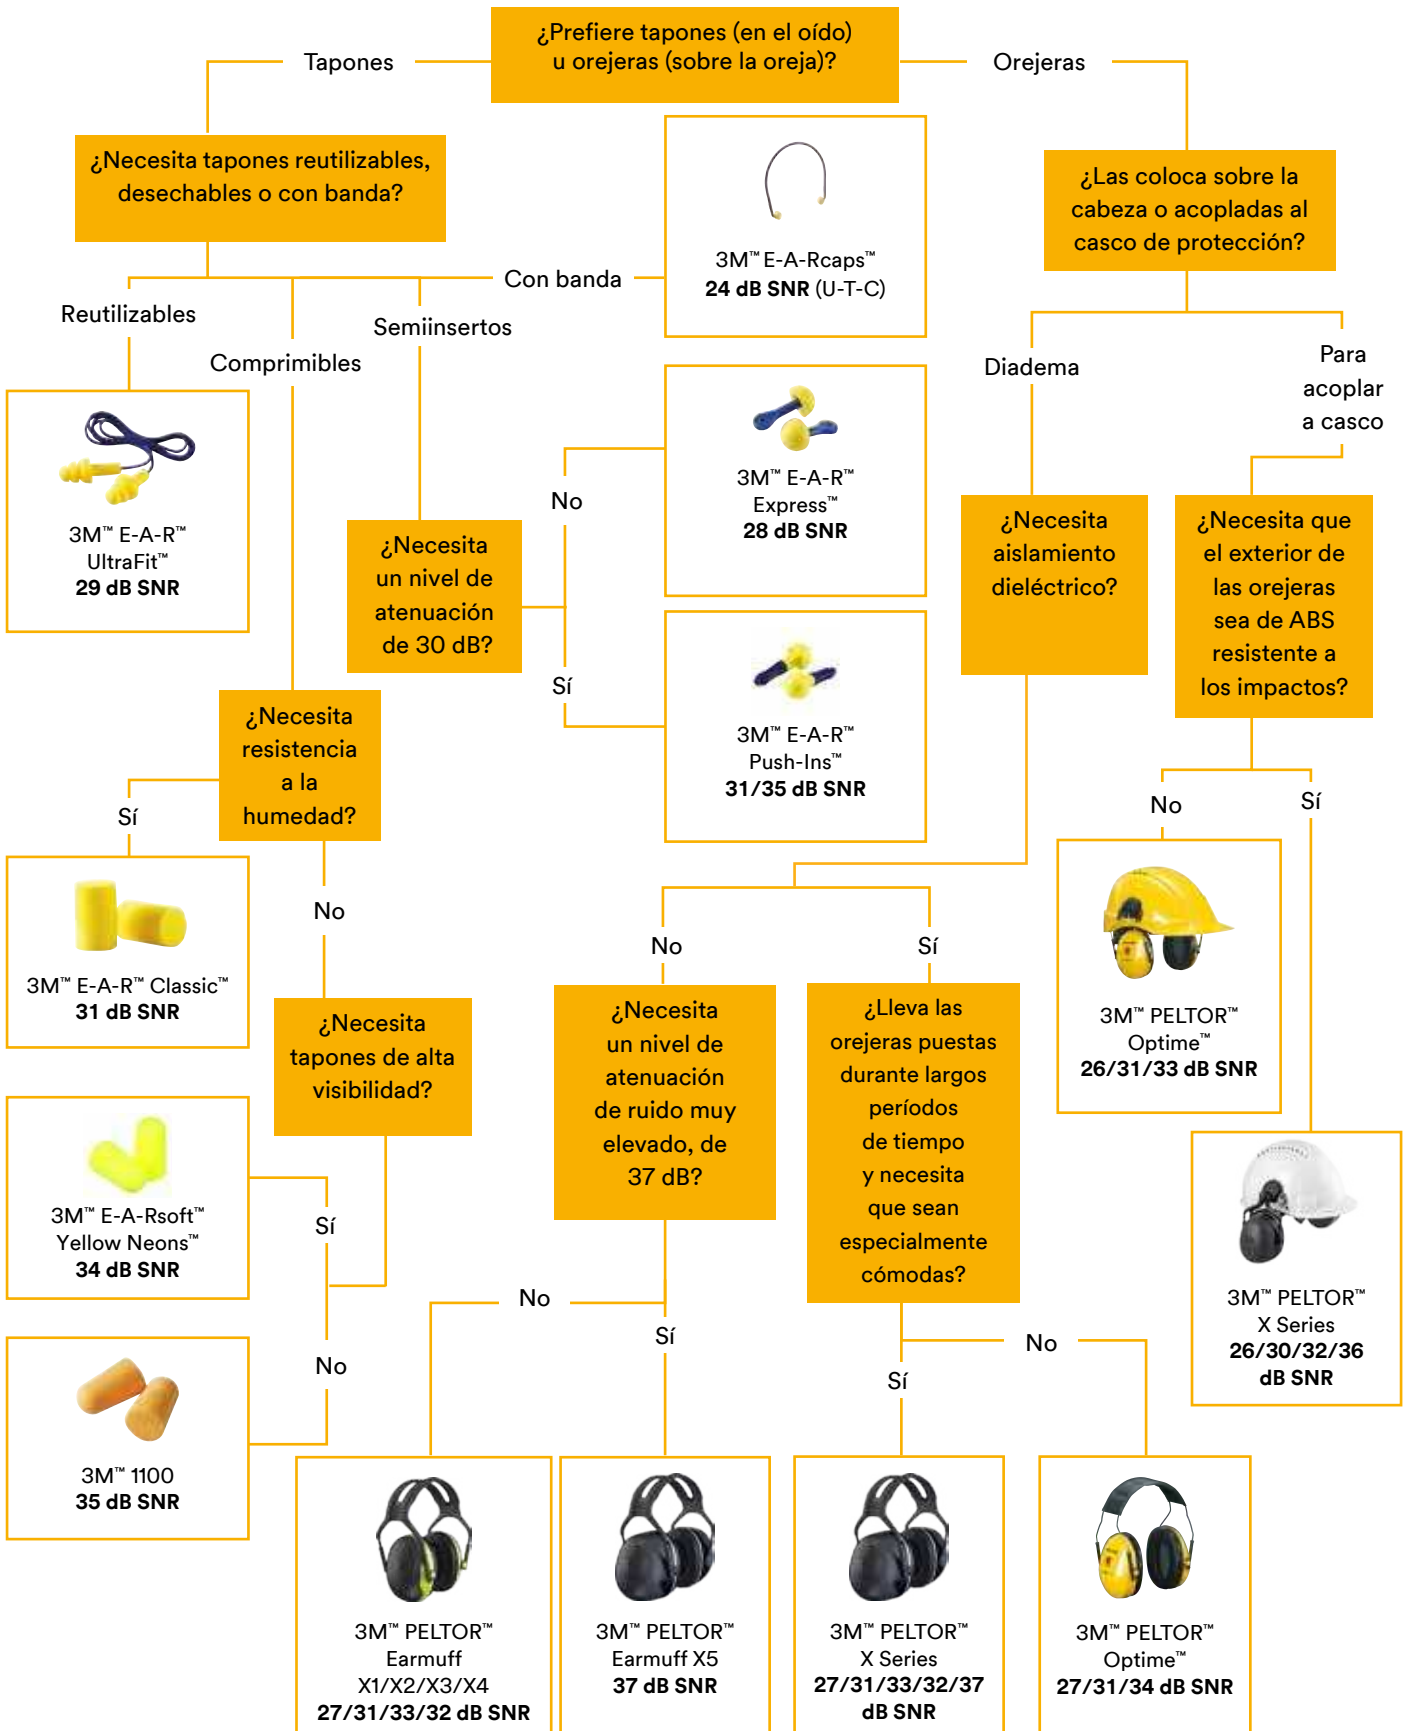 ¿Prefiere tapones (en el oído)
u orejeras (sobre la oreja)?
Tapones
Orejeras
¿Necesita tapones reutilizables,
desechables o con banda?
¿Las coloca sobre la
cabeza o acopladas al
casco de protección?
3M™ E-A-Rcaps™
24 dB SNR (U-T-C)
Con banda
Reutilizables
Semiinsertos
Comprimibles
Diadema
Para
acoplar
a casco
3M™ E-A-R™
UltraFit™
29 dB SNR
3M™ E-A-R™
Express™
28 dB SNR
No
¿Necesita
un nivel de
atenuación
de 30 dB?
Sí
3M™ E-A-R™
Push-Ins™
31/35 dB SNR
¿Necesita
aislamiento
dieléctrico?
¿Necesita que
el exterior de
las orejeras
sea de ABS
resistente a
los impactos?
¿Necesita
resistencia
a la
humedad?
Sí
No
No
Sí
3M™ E-A-R™ Classic™
31 dB SNR
No
Sí
¿Necesita
tapones de alta
visibilidad?
¿Necesita
un nivel de
atenuación
de ruido muy
elevado, de
37 dB?
¿Lleva las
orejeras puestas
durante largos
períodos
de tiempo
y necesita
que sean
especialmente
cómodas?
3M™ PELTOR™
Optime™
26/31/33 dB SNR
3M™ E-A-Rsoft™
Yellow Neons™
34 dB SNR
Sí
No
3M™ 1100
35 dB SNR
No
Sí
Sí
No
3M™ PELTOR™
X Series
26/30/32/36
dB SNR
3M™ PELTOR™
Earmuff
X1/X2/X3/X4
27/31/33/32 dB SNR
3M™ PELTOR™
Earmuff X5
37 dB SNR
3M™ PELTOR™
X Series
27/31/33/32/37
dB SNR
3M™ PELTOR™
Optime™
27/31/34 dB SNR